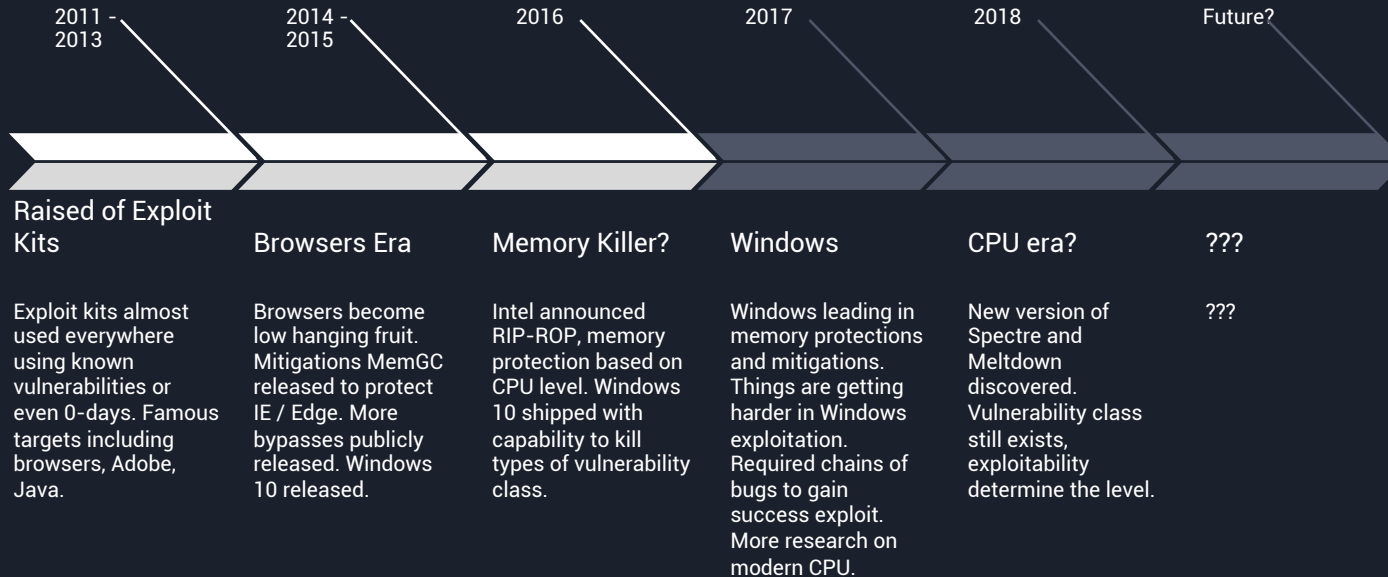 2011 -
2013
2014 -
2015
2016
2017
2018
Future?
Raised of Exploit
Kits
Browsers Era
Memory Killer?
Windows
CPU era?
???
Exploit kits almost
used everywhere
using known
vulnerabilities or
even 0-days. Famous
targets including
browsers, Adobe,
Java.
Browsers become
low hanging fruit.
Mitigations MemGC
released to protect
IE / Edge. More
bypasses publicly
released. Windows
10 released.
Intel announced
RIP-ROP, memory
protection based on
CPU level. Windows
10 shipped with
capability to kill
types of vulnerability
class.
Windows leading in
memory protections
and mitigations.
Things are getting
harder in Windows
exploitation.
Required chains of
bugs to gain
success exploit.
More research on
modern CPU.
New version of
Spectre and
Meltdown
discovered.
Vulnerability class
still exists,
exploitability
determine the level.
???